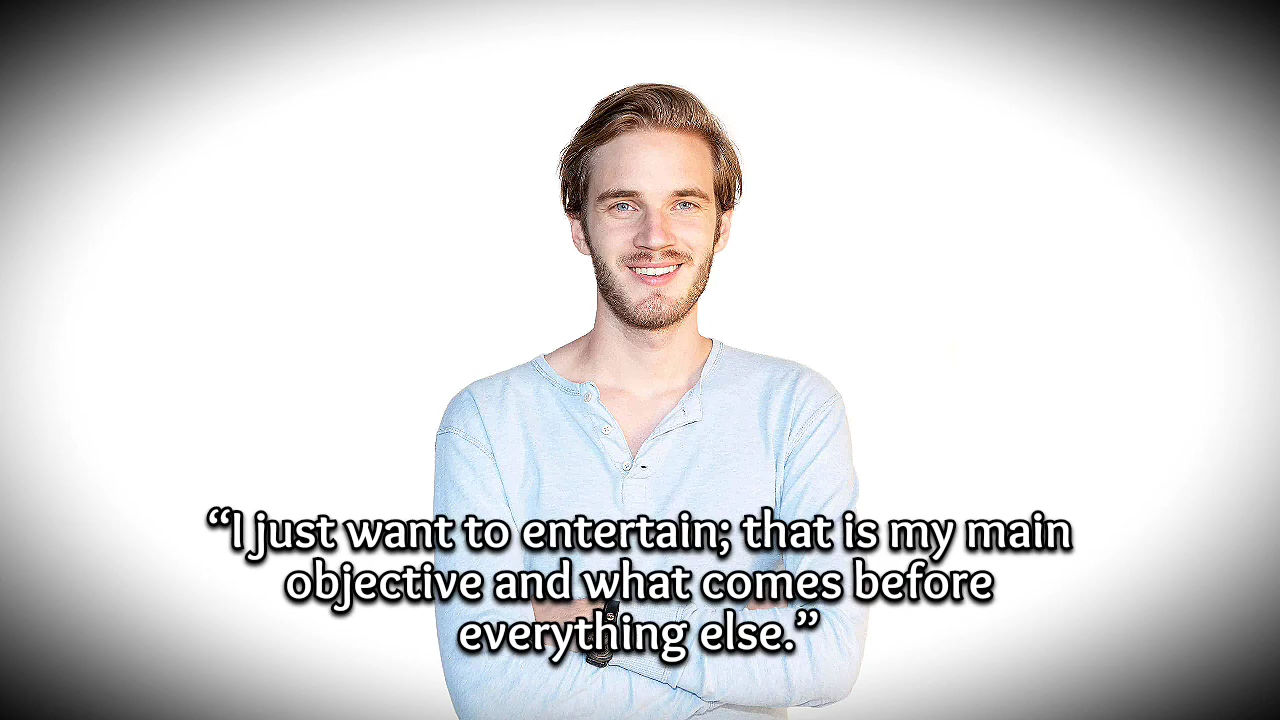 “I just want to entertain; that is my main
objective and what comes before
everything else.”